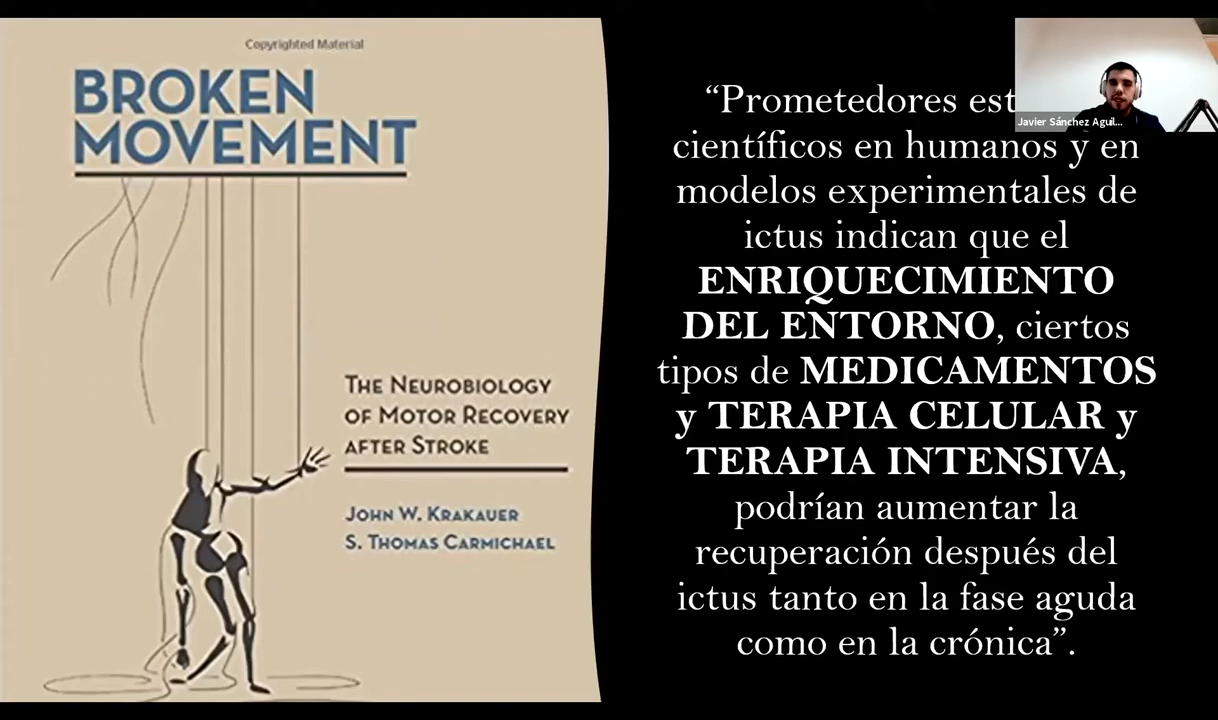 Copyrighted Material
BROKEN
MOVEMENT
THE NEUROBIOLOGY
OF MOTOR RECOVERY
AFTER STROKE
JOHN W. KRAKAUER
S. THOMAS CARMICHAEL
“Prometedores
científicos en humanos y en
modelos experimentales de
ictus indican que el
ENRIQUECIMIENTO
DEL ENTORNO, ciertos
tipos de MEDICAMENTOS
y TERAPIA CELULAR y
TERAPIA INTENSIVA,
podrían aumentar la
recuperación después del
ictus tanto en la fase aguda
como en la crónica”.
Javier Sánchez Aguil...